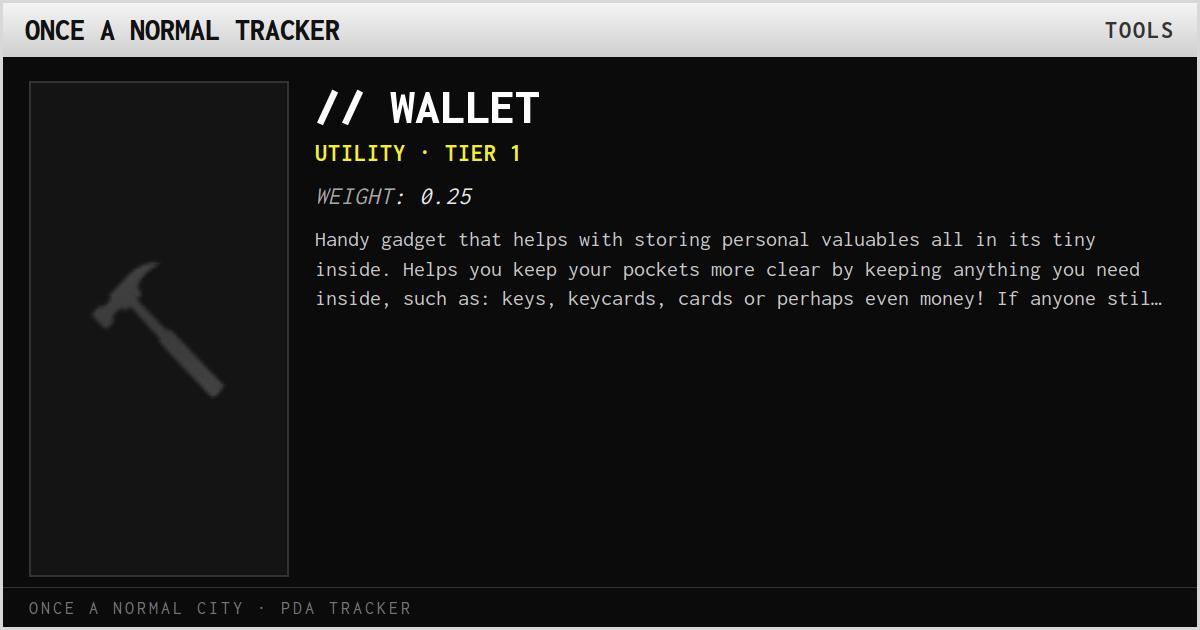 ONCE A NORMAL TRACKER
TOOLS
// WALLET
UTILITY · TIER 1
WEIGHT: 0.25
Handy gadget that helps with storing personal valuables all in its tiny
inside. Helps you keep your pockets more clear by keeping anything you need
inside, such as: keys, keycards, cards or perhaps even money! If anyone stil…
ONCE A NORMAL CITY · PDA TRACKER